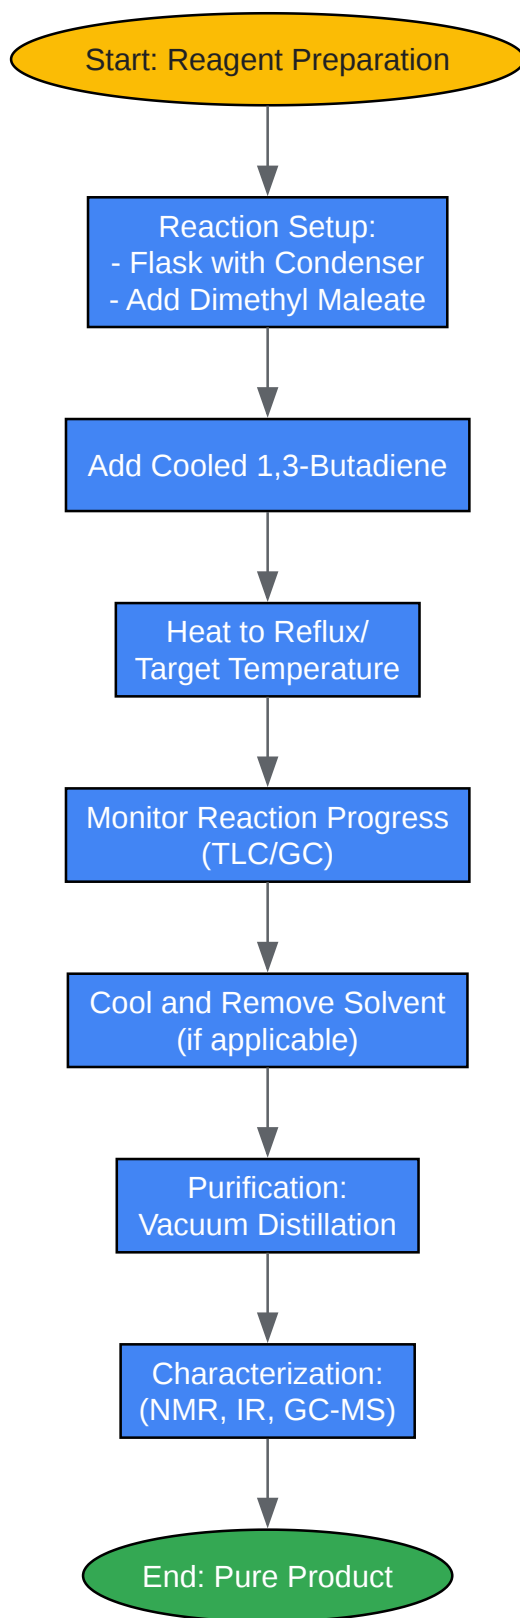 Start: Reagent Preparation
Reaction Setup:
- Flask with Condenser
- Add Dimethyl Maleate
Add Cooled 1,3-Butadiene
Heat to Reflux/
Target Temperature
Monitor Reaction Progress
(TLC/GC)
Cool and Remove Solvent
(if applicable)
Purification:
Vacuum Distillation
Characterization:
(NMR, IR, GC-MS)
End: Pure Product